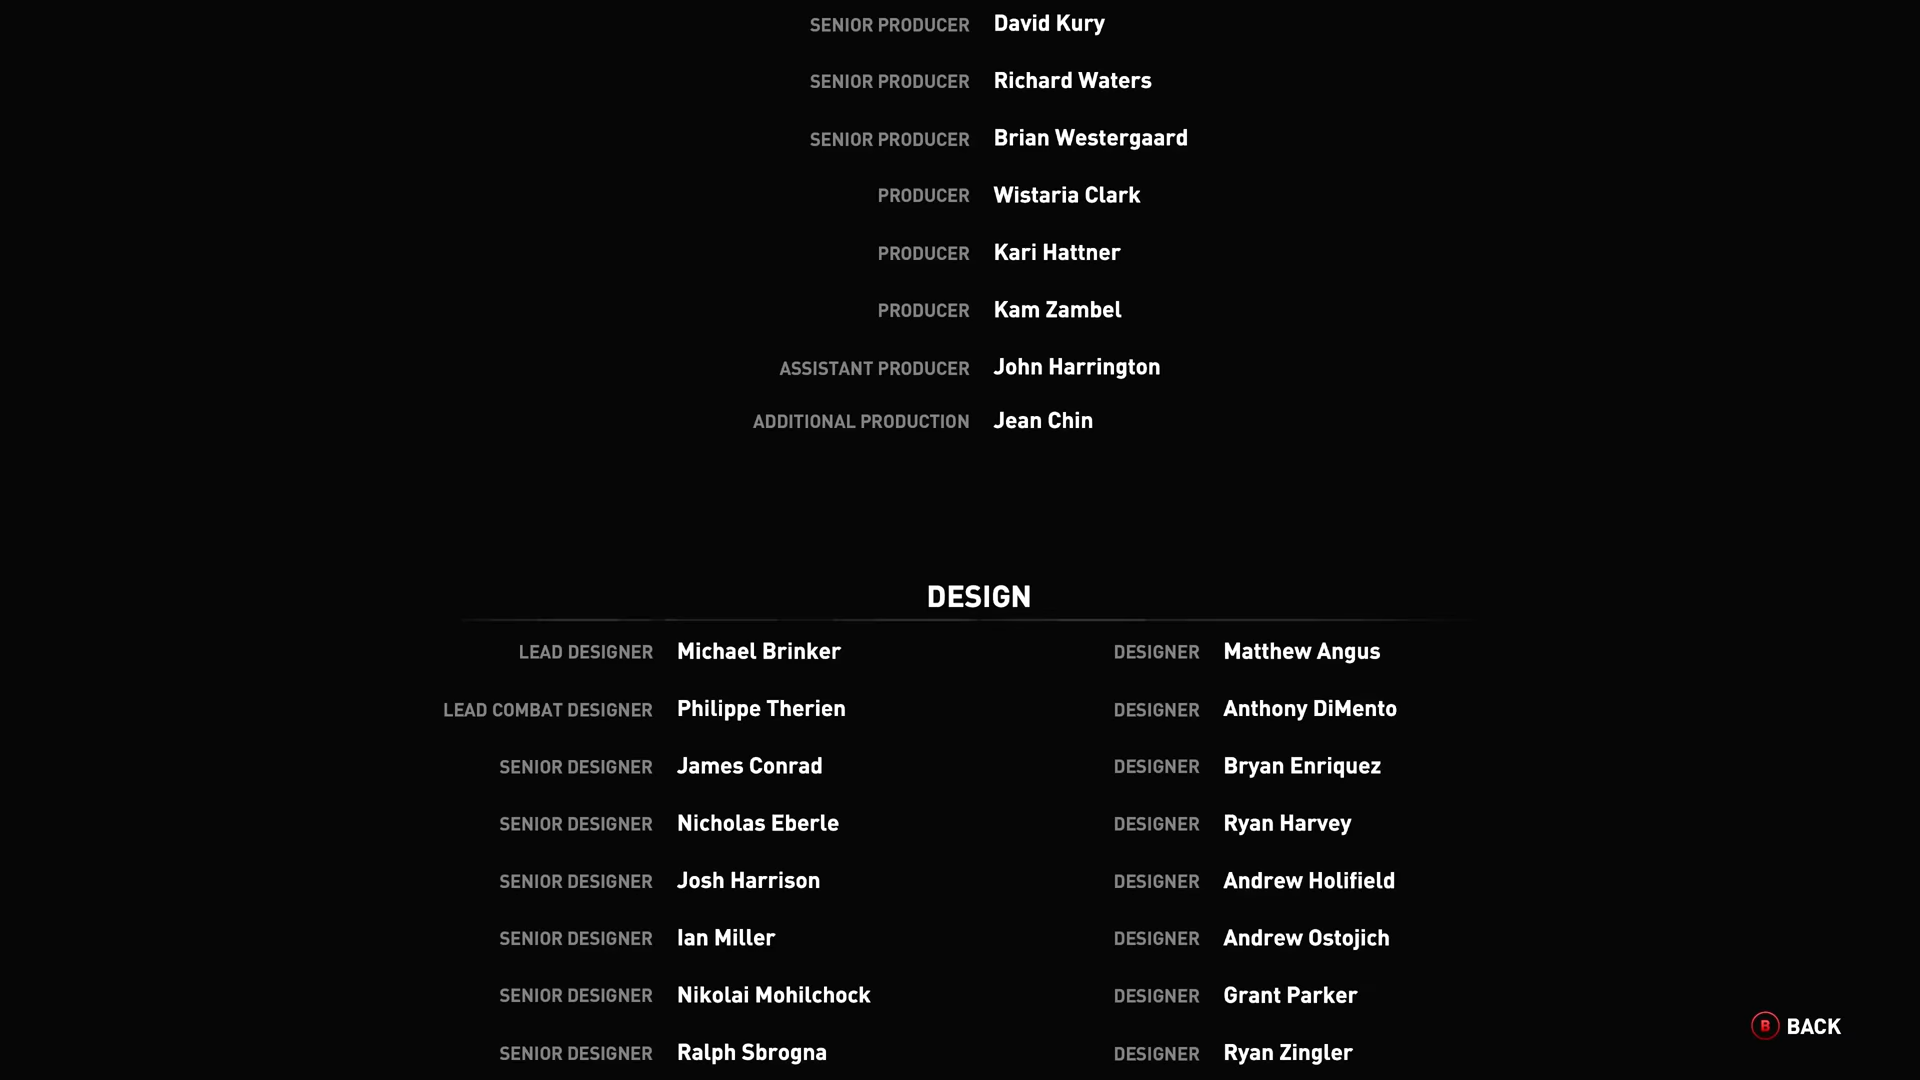 SENIOR PRODUCER David Kury
SENIOR PRODUCER Richard Waters
SENIOR PRODUCER Brian Westergaard
PRODUCER Wistaria Clark
PRODUCER Kari Hattner
PRODUCER Kam Zambel
ASSISTANT PRODUCER John Harrington
ADDITIONAL PRODUCTION Jean Chin
DESIGN
LEAD DESIGNER Michael Brinker DESIGNER Matthew Angus
LEAD COMBAT DESIGNER Philippe Therien DESIGNER Anthony DiMento
SENIOR DESIGNER James Conrad DESIGNER Bryan Enriquez
SENIOR DESIGNER Nicholas Eberle DESIGNER Ryan Harvey
SENIOR DESIGNER Josh Harrison DESIGNER Andrew Holifield
SENIOR DESIGNER Ian Miller DESIGNER Andrew Ostojich
SENIOR DESIGNER Nikolai Mohilchock DESIGNER Grant Parker
B BACK
SENIOR DESIGNER Ralph Sbrogna DESIGNER Ryan Zingler